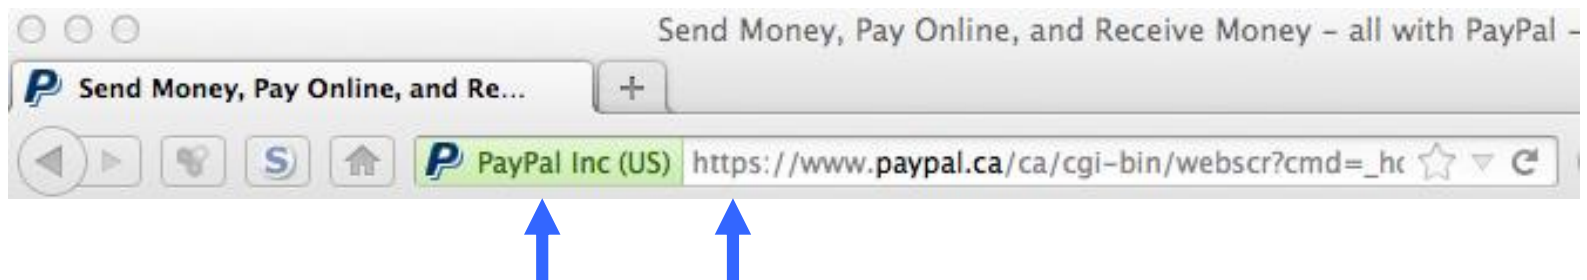 Send Money, Pay Online, and Receive Money – all with PayPal –
Send Money, Pay Online, and Re...
PayPal Inc (US) https://www.paypal.ca/ca/cgi-bin/webscr?cmd=_hc